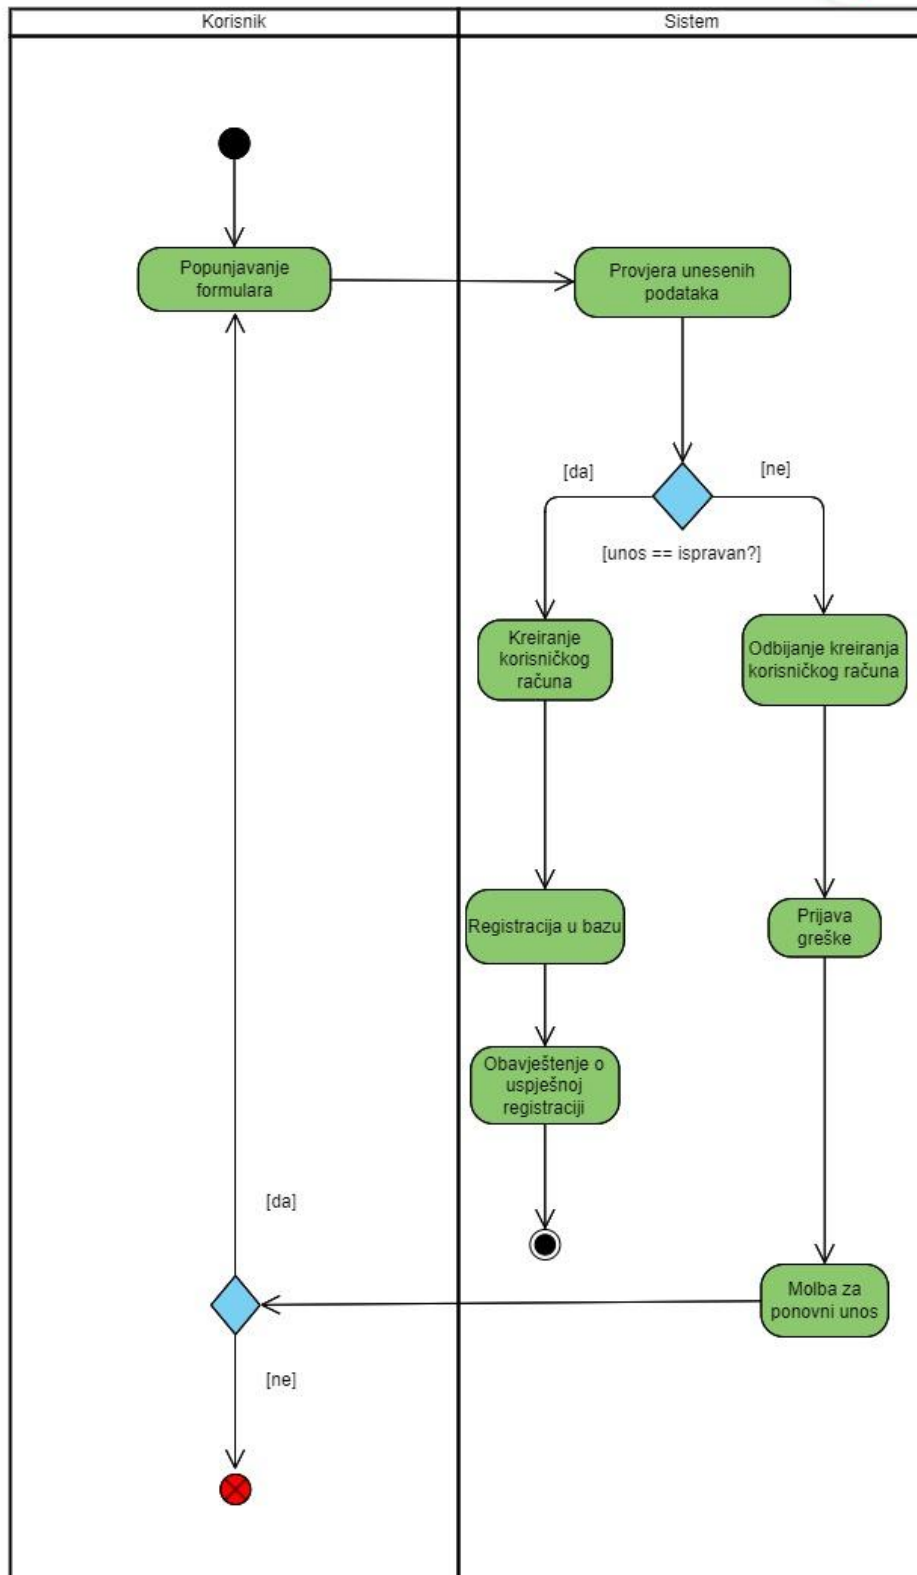 Korisnik
Sistem
Popunjavanje
formulara
Provjera unesenih
podataka
[da]
[ne]
[unos == ispravan?]
Kreiranje
korisničkog
računa
Odbijanje kreiranja
korisničkog računa
Registracija u bazu
Prijava
greške
Obavještenje o
uspješnoj
registraciji
[da]
Molba za
ponovni unos
[ne]